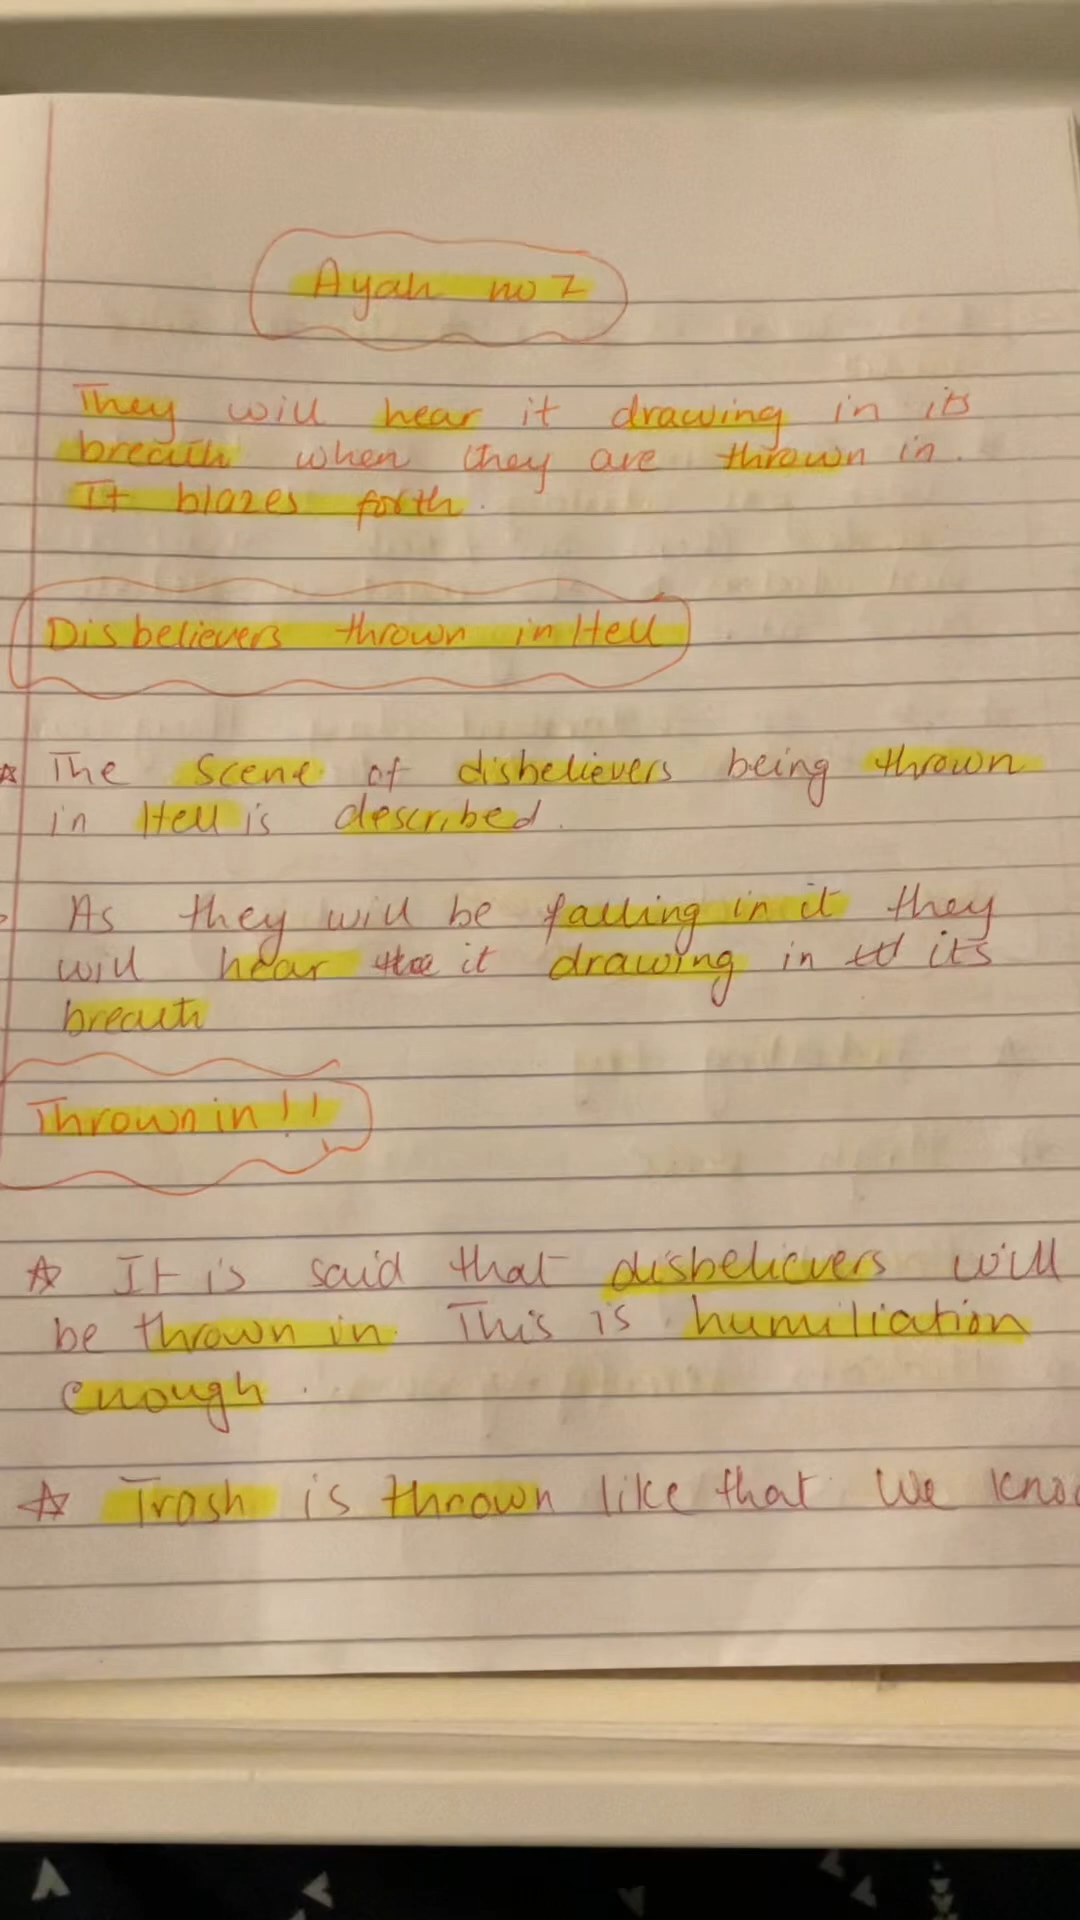 Ayah no 7
They will hear it drawing in its
breath when they are thrown in.
It blazes forth.
Disbelievers thrown in Hell
☆ The scene of disbelievers being thrown
in Hell is described.
As they will be falling in it they
will hear the it drawing in its
breath
Thrown in !!
☆ It is said that disbelievers will
be thrown in. This is humiliation
enough.
☆ Trash is thrown like that. We kno